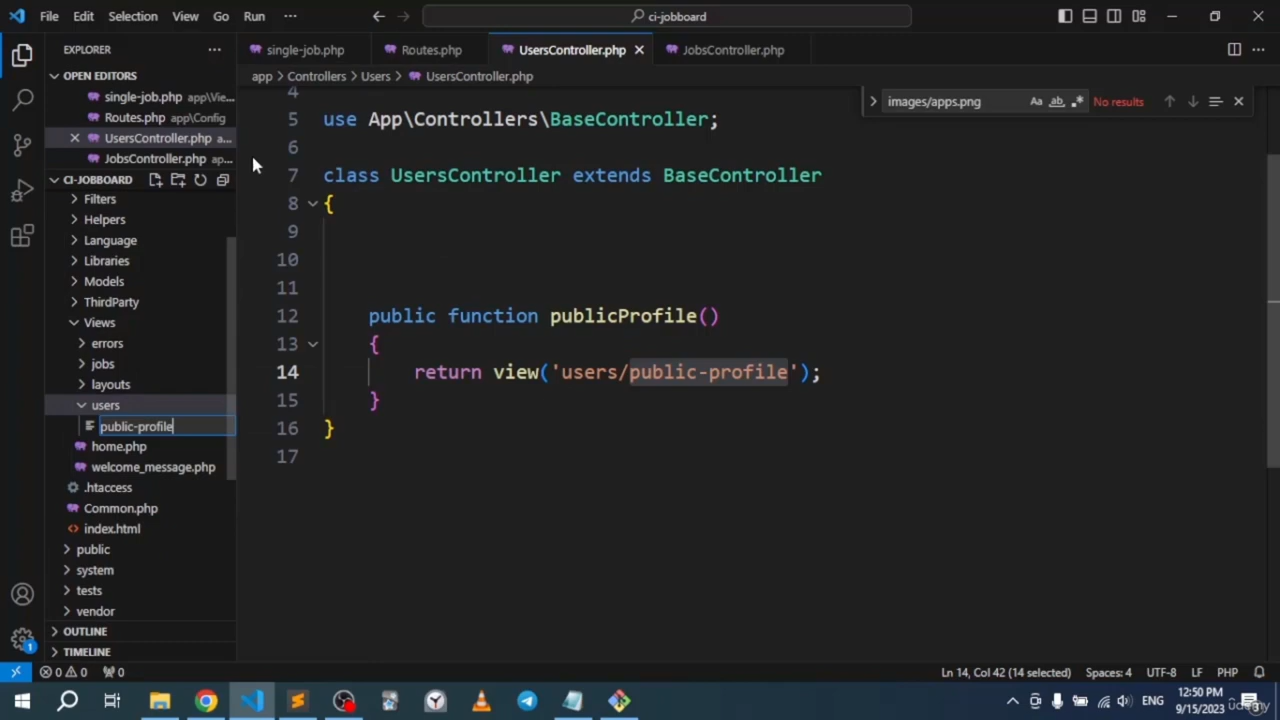 File Edit Selection View Go Run ··· ci-jobboard
EXPLORER ··· single-job.php Routes.php UsersController.php JobsController.php
OPEN EDITORS app > Controllers > Users > UsersController.php
single-job.php app\Vie...
Routes.php app\Config
UsersController.php a...
JobsController.php ap...
CI-JOBBOARD
Filters
Helpers
Language
Libraries
Models
ThirdParty
Views
errors
jobs
layouts
users
public-profile
home.php
welcome_message.php
.htaccess
Common.php
index.html
public
system
tests
vendor
OUTLINE
TIMELINE
images/apps.png Aa ab No results
4
5 use App\Controllers\BaseController;
6
7 class UsersController extends BaseController
8 {
9
10
11
12 public function publicProfile()
13 {
14 return view('users/public-profile');
15 }
16 }
17
0 0 0 Ln 14, Col 42 (14 selected) Spaces: 4 UTF-8 LF PHP
1
ENG 12:50 PM
9/15/2023
3
udemy